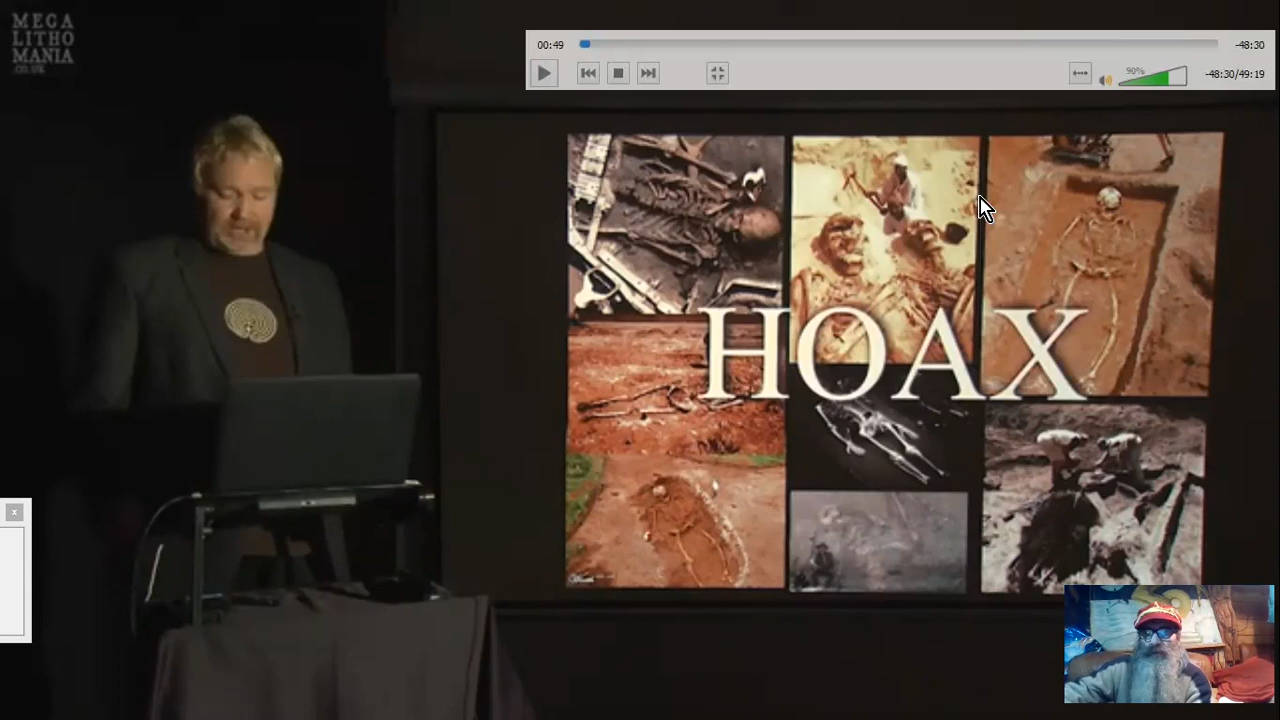 MEGA
LITHO
MANIA
.CO.UK
00:49
-48:30
90%
-48:30/49:19
HOAX
x